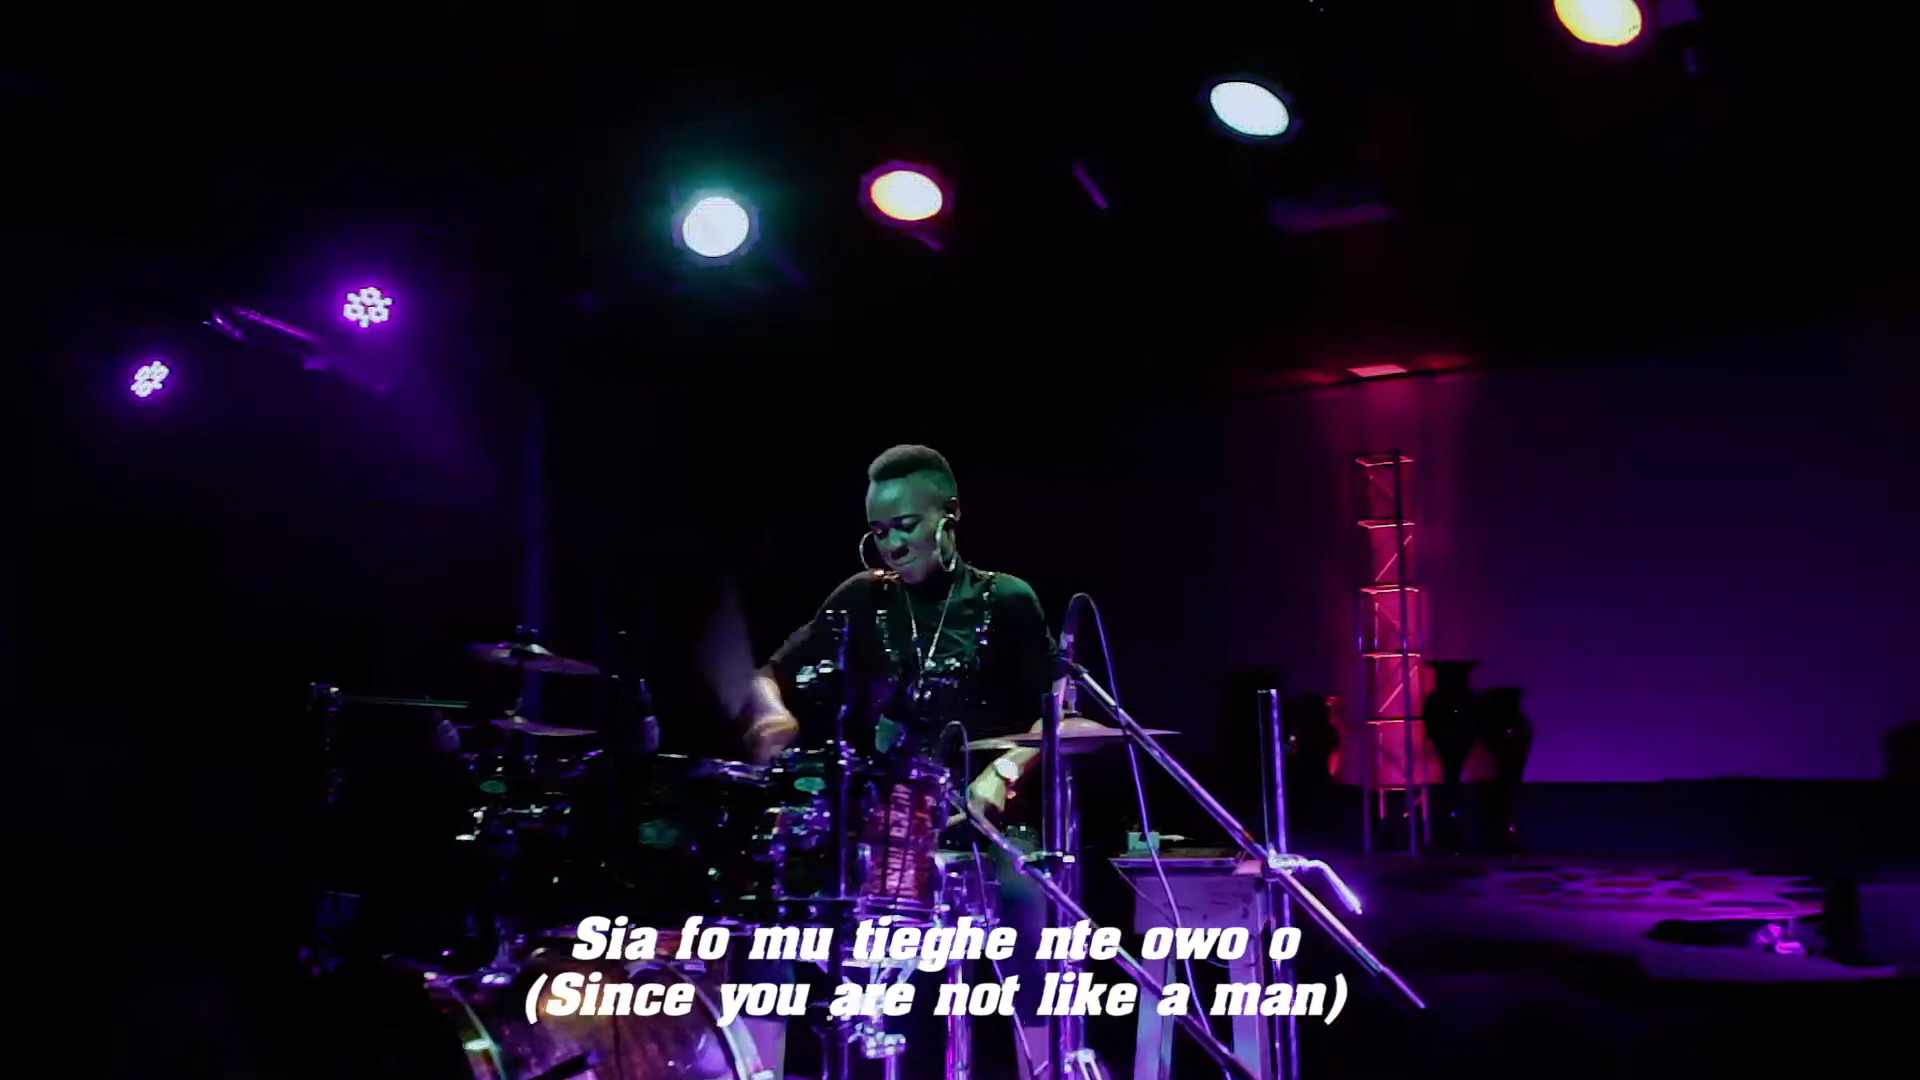 Sia fo mu tieghe nte owo o
(Since you are not like a man)